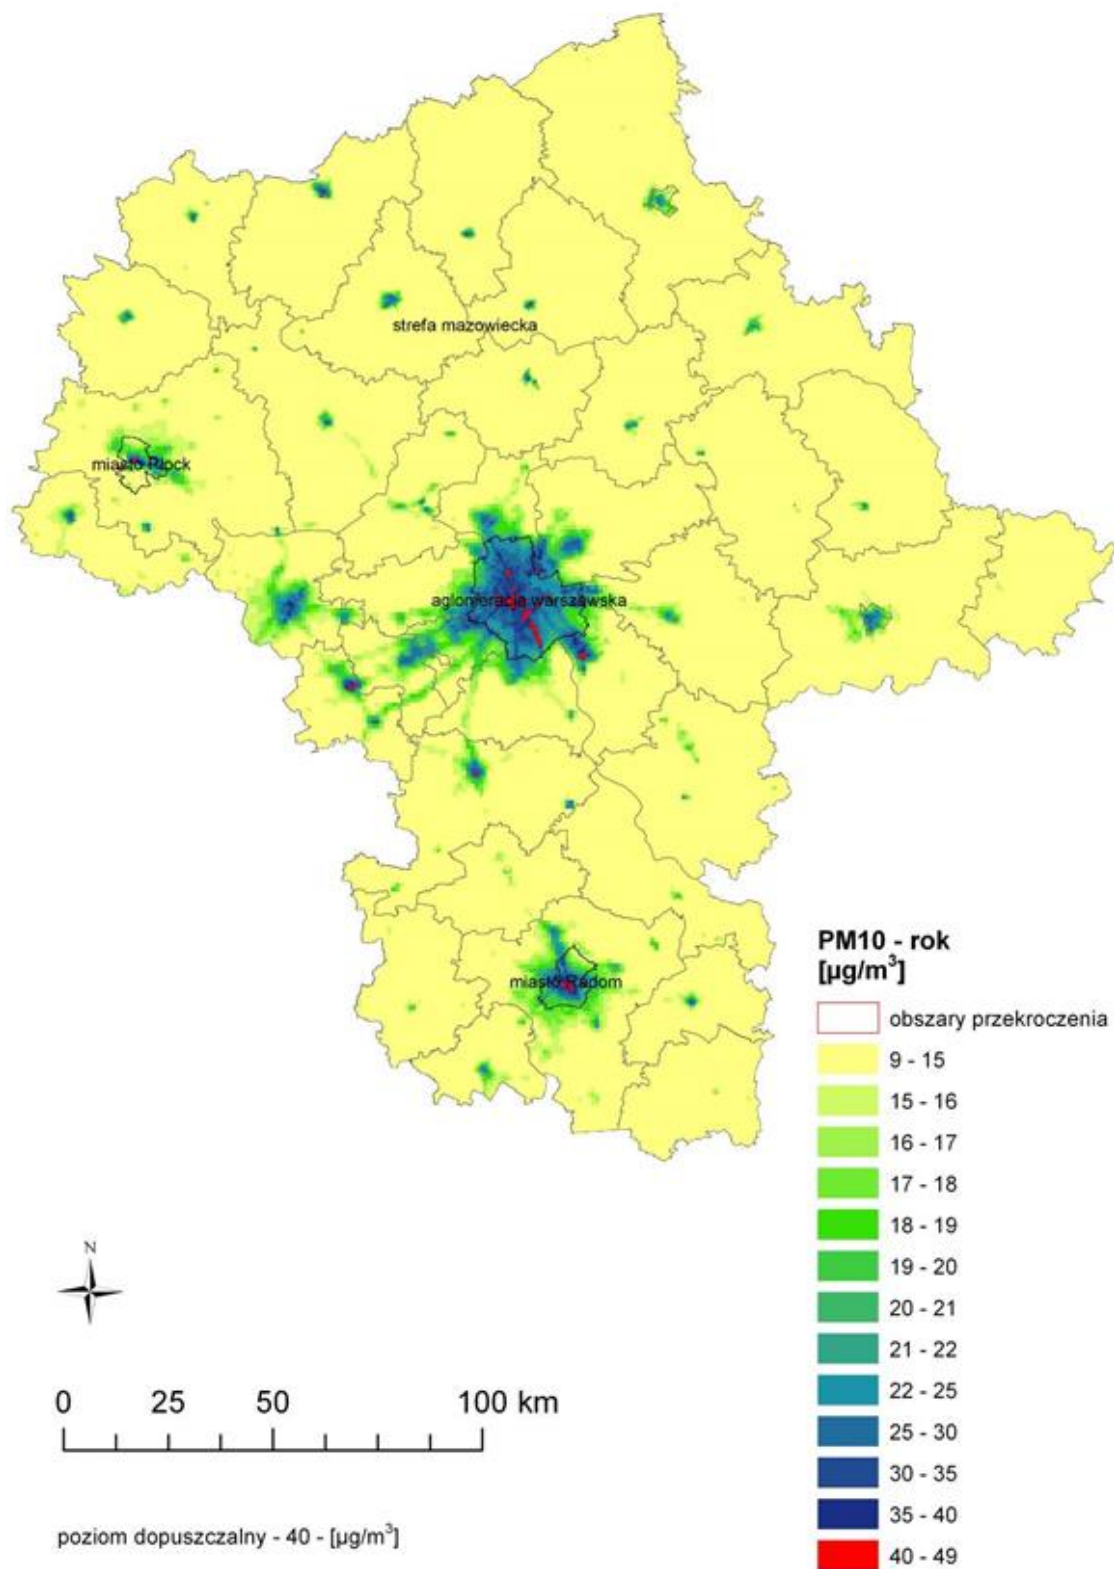 strefa mazowiecka
miasto Płock
aglomeracja warszawska
miasto Radom
PM10 - rok
[µg/m³]
obszary przekroczenia
9 - 15
15 - 16
16 - 17
17 - 18
18 - 19
19 - 20
20 - 21
21 - 22
22 - 25
25 - 30
30 - 35
35 - 40
40 - 49
N
0 25 50 100 km
poziom dopuszczalny - 40 - [µg/m³]